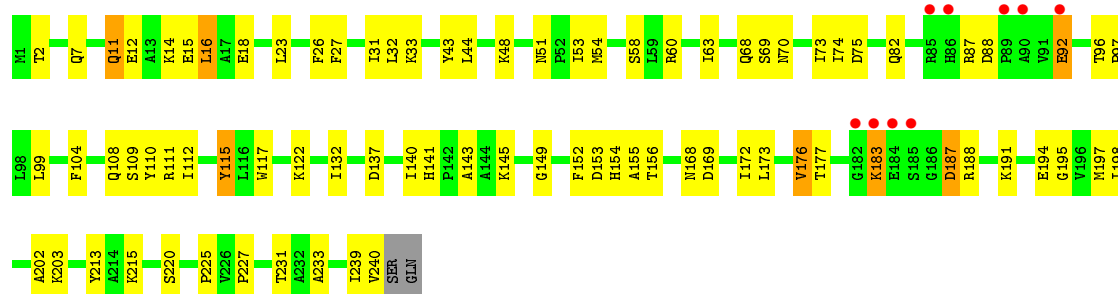 M1 T2 Q7 Q11 E12 A13 K14 E15 L16 A17 E18 L23 F26 F27 I31 L32 K33 Y43 L44 K48 N51 P52 I53 M54 S58 L59 R60 I63 Q68 S69 N70 I73 I74 D75 Q82 R85 H86 R87 D88 P89 A90 V91 E92 T96 P97
L98 L99 F104 Q108 S109 Y110 R111 I112 Y115 L116 W117 K122 I132 D137 I140 H141 P142 A143 A144 K145 G149 F152 D153 H154 A155 T156 N168 D169 I172 L173 V176 T177 G182 K183 E184 S185 G186 D187 R188 K191 E194 G195 V196 M197 I198
A202 K203 Y213 A214 K215 S220 P225 V226 P227 T231 A232 A233 I239 V240 SER GLN